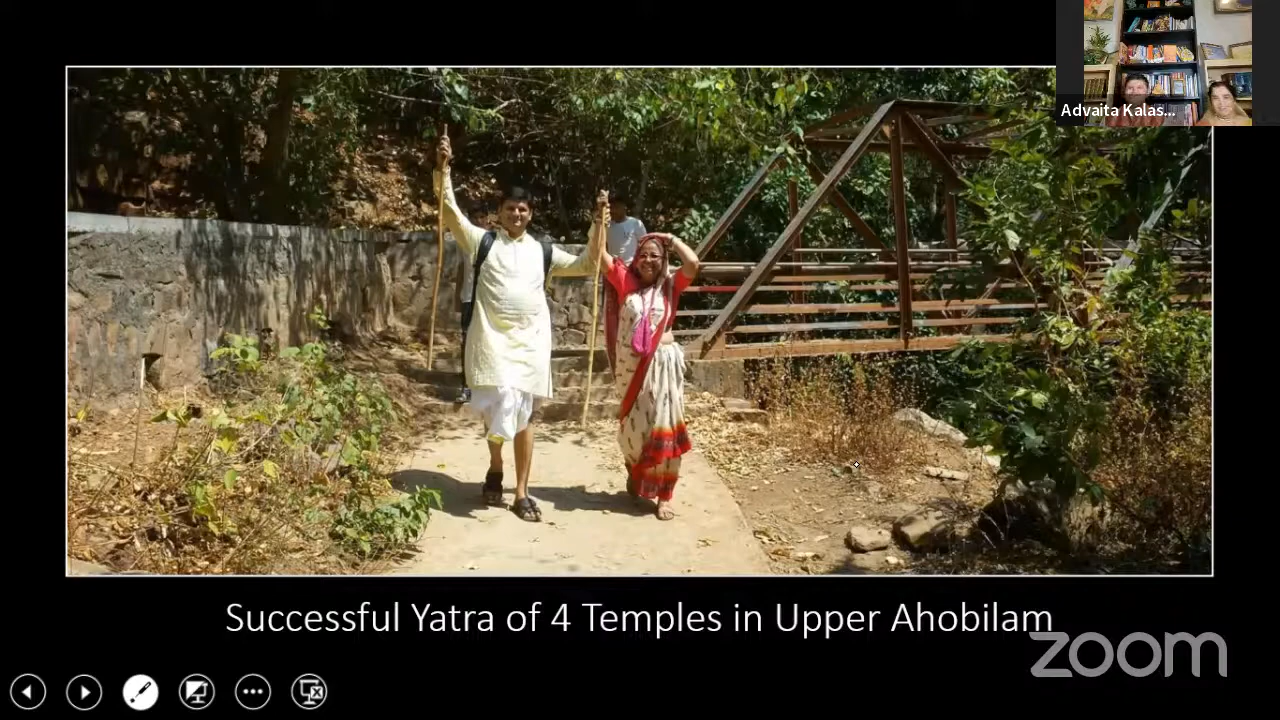 Advaita Kalas...
Successful Yatra of 4 Temples in Upper Ahobilam
zoom